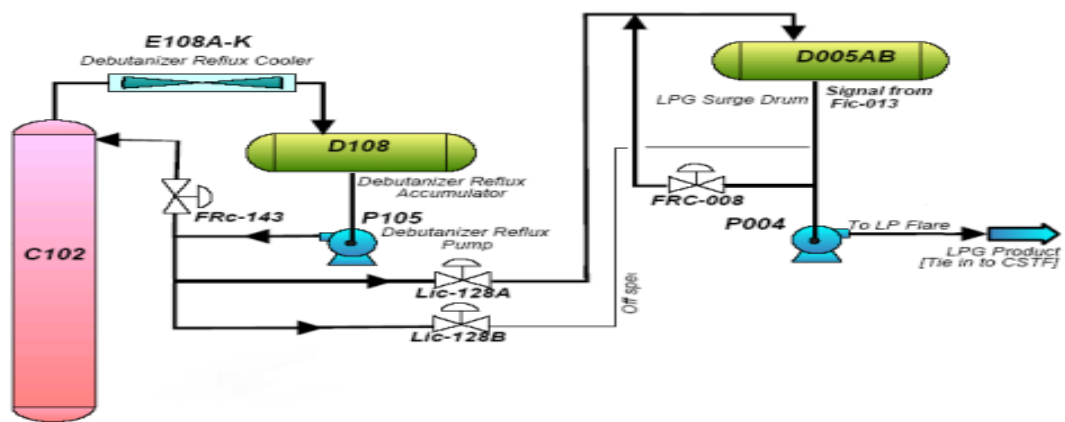 E108A-K
Debutanizer Reflux Cooler
D005AB
LPG Surge Drum
Signal from
Fic-013
D108
Debutanizer Reflux
Accumulator
FRc-143
P105
Debutanizer Reflux
Pump
FRC-008
P004
To LP Flare
LPG Product
[Tie in to CSTF]
C102
Lic-128A
Off spec
Lic-128B